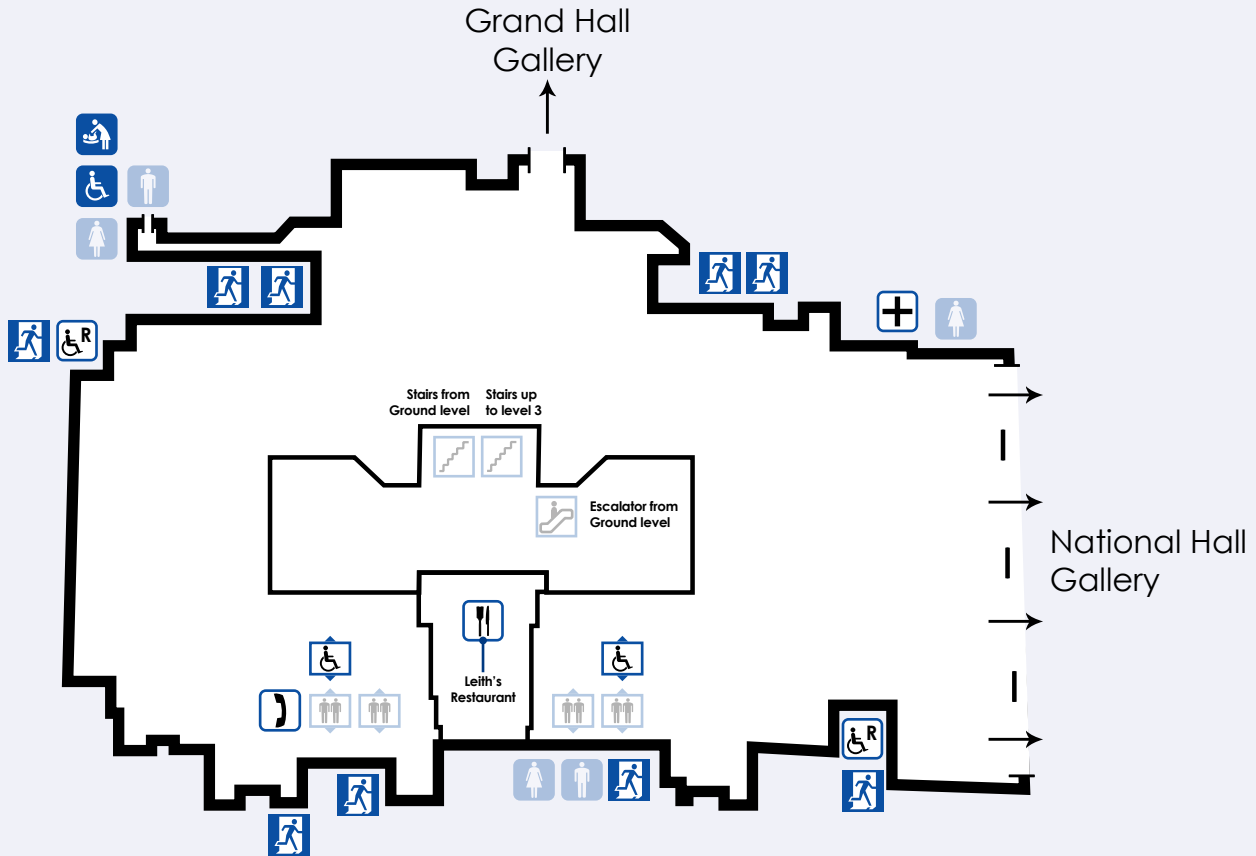 Grand Hall
Gallery
R
Stairs from
Ground level
Stairs up
to level 3
Escalator from
Ground level
National Hall
Gallery
Leith's
Restaurant
R